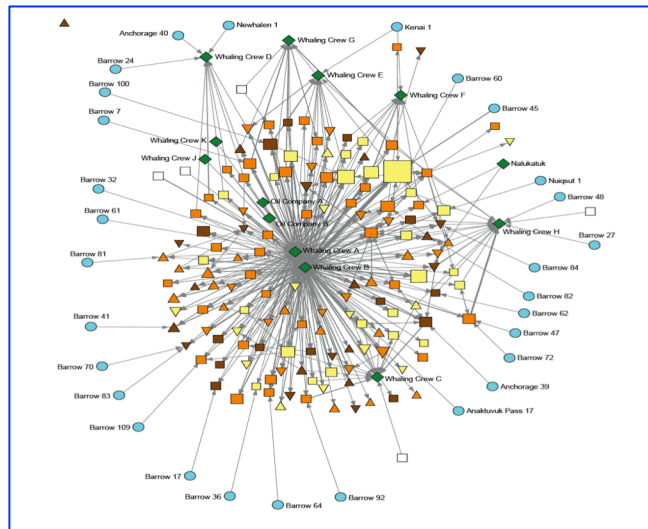 Newhalen 1
Kenai 1
Anchorage 40
Whaling Crew G
Whaling Crew D
Barrow 24
Whaling Crew E
Barrow 60
Barrow 100
Whaling Crew F
Barrow 45
Barrow 7
Whaling Crew K
Whaling Crew J
Nalukatuk
Barrow 32
Nuiqsut 1
Barrow 48
Oil Company A
Barrow 61
Oil Company B
Whaling Crew H
Barrow 27
Whaling Crew A
Barrow 81
Whaling Crew B
Barrow 84
Barrow 82
Barrow 62
Barrow 41
Barrow 47
Barrow 72
Barrow 70
Whaling Crew C
Anchorage 39
Barrow 83
Anaktuvuk Pass 17
Barrow 109
Barrow 17
Barrow 36
Barrow 64
Barrow 92